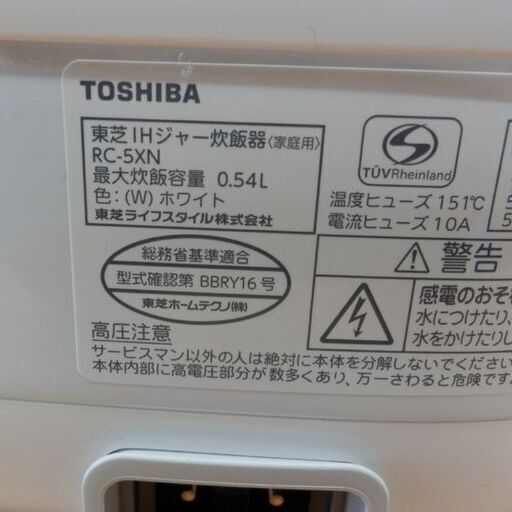 TOSHIBA
東芝IHジャー炊飯器〈家庭用〉
RC-5XN
最大炊飯容量 0.54L
色:(W) ホワイト
東芝ライフスタイル株式会社
S
TÜVRheinland
温度ヒューズ 151℃
電流ヒューズ 10A
総務省基準適合
型式確認第 BBRY16 号
東芝ホームテクノ(株)
警告
感電のおそ
水につけたり、
水をかけたりし
高圧注意
サービスマン以外の人は絶対に本体を分解しないでください
本体内部に高電圧部分が数多くあり、万一さわると危険です